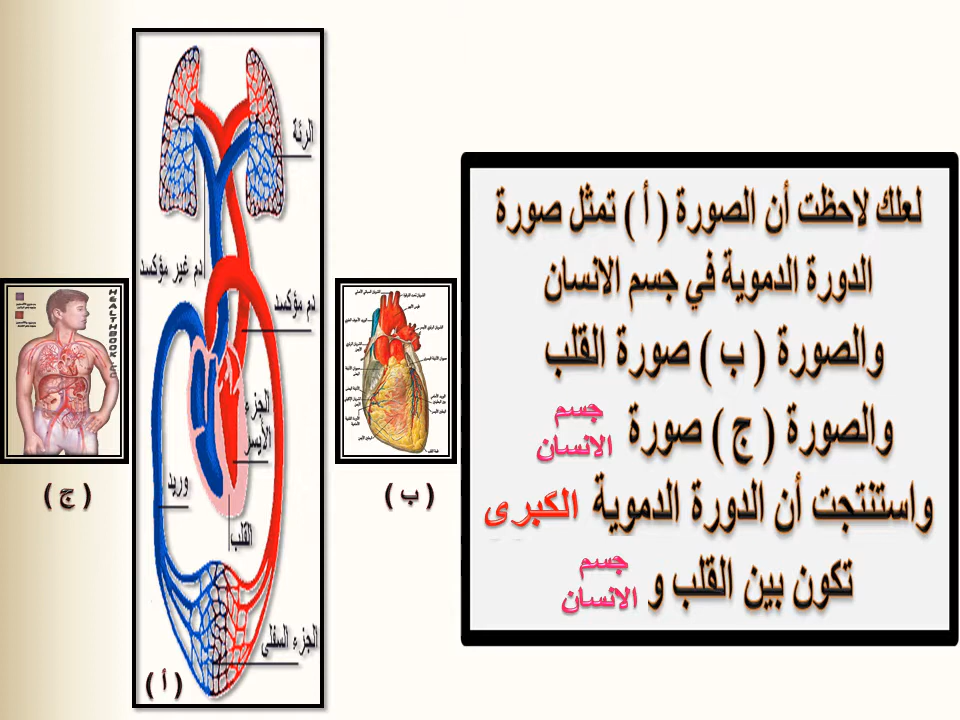 لعلك لاحظت أن الصورة ( أ ) تمثل صورة
الدورة الدموية في جسم الانسان
والصورة ( ب ) صورة القلب
والصورة ( ج ) صورة جسم الانسان
واستنتجت أن الدورة الدموية الكبرى
تكون بين القلب و جسم الانسان
الرئة
دم غير مؤكسد
دم مؤكسد
الجزء
الأيسر
وريد
القلب
الجزء السفلي
( أ )
( ب )
( ج )
HEALTHBOOK